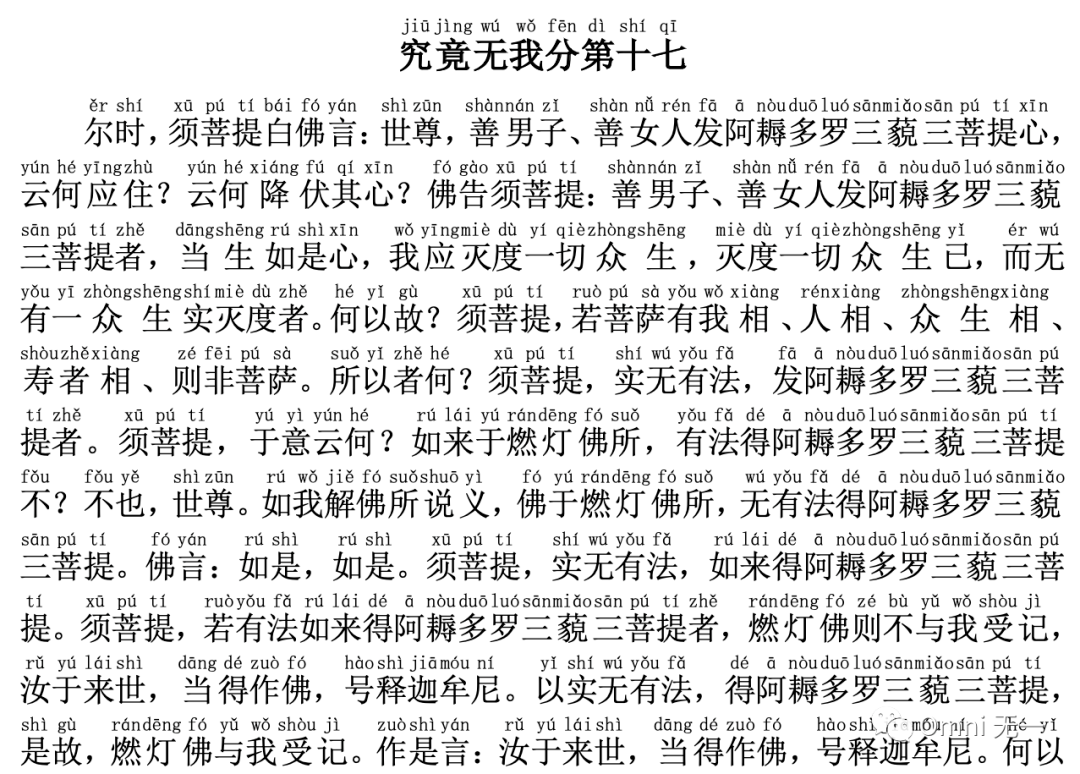 jiū jìng wú wǒ fēn dì shí qī
究竟无我分第十七
ěr shí xū pú tí bái fó yán shì zūn shàn nán zǐ shàn nǚ rén fā ā nòu duō luó sān miǎo sān pú tí xīn
尔时，须菩提白佛言：世尊，善男子、善女人发阿耨多罗三藐三菩提心，
yún hé yīng zhù yún hé xiáng fú qí xīn fó gào xū pú tí shàn nán zǐ shàn nǚ rén fā ā nòu duō luó sān miǎo
云何应住？云何降伏其心？佛告须菩提：善男子、善女人发阿耨多罗三藐
sān pú tí zhě dāng shēng rú shì xīn wǒ yīng miè dù yí qiè zhòng shēng miè dù yí qiè zhòng shēng yǐ ér wú
三菩提者，当生如是心，我应灭度一切众生，灭度一切众生已，而无
yǒu yī zhòng shēng shí miè dù zhě hé yǐ gù xū pú tí ruò pú sà yǒu wǒ xiàng rén xiàng zhòng shēng xiàng
有一众生实灭度者。何以故？须菩提，若菩萨有我相、人相、众生相、
shòu zhě xiàng zé fēi pú sà suǒ yǐ zhě hé xū pú tí shí wú yǒu fǎ fā ā nòu duō luó sān miǎo sān pú
寿者相、则非菩萨。所以者何？须菩提，实无有法，发阿耨多罗三藐三菩
tí zhě xū pú tí yú yì yún hé rú lái yú rán dēng fó suǒ yǒu fǎ dé ā nòu duō luó sān miǎo sān pú tí
提者。须菩提，于意云何？如来于燃灯佛所，有法得阿耨多罗三藐三菩提
fǒu fǒu yě shì zūn rú wǒ jiě fó suǒ shuō yì fó yú rán dēng fó suǒ wú yǒu fǎ dé ā nòu duō luó sān miǎo
不？不也，世尊。如我解佛所说义，佛于燃灯佛所，无有法得阿耨多罗三藐
sān pú tí fó yán rú shì rú shì xū pú tí shí wú yǒu fǎ rú lái dé ā nòu duō luó sān miǎo sān pú
三菩提。佛言：如是，如是。须菩提，实无有法，如来得阿耨多罗三藐三菩
tí xū pú tí ruò yǒu fǎ rú lái dé ā nòu duō luó sān miǎo sān pú tí zhě rán dēng fó zé bù yǔ wǒ shòu jì
提。须菩提，若有法如来得阿耨多罗三藐三菩提者，燃灯佛则不与我受记，
rǔ yú lái shì dāng dé zuò fó hào shì jiā móu ní yǐ shí wú yǒu fǎ dé ā nòu duō luó sān miǎo sān pú tí
汝于来世，当得作佛，号释迦牟尼。以实无有法，得阿耨多罗三藐三菩提，
shì gù rán dēng fó yǔ wǒ shòu jì zuò shì yán rǔ yú lái shì dāng dé zuò fó hào shì móu ní yǐ
是故，燃灯佛与我受记。作是言：汝于来世，当得作佛，号释迦牟尼。何以
Omni 无一